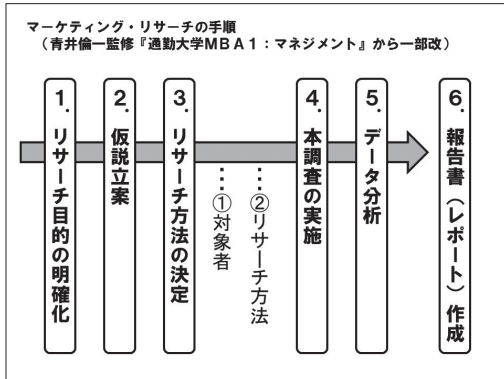 マーケティング・リサーチの手順
（青井倫一監修『通勤大学ＭＢＡ１：マネジメント』から一部改）
1．リサーチ目的の明確化
2．仮説立案
3．リサーチ方法の決定
…①対象者
…②リサーチ方法
4．本調査の実施
5．データ分析
6．報告書（レポート）作成